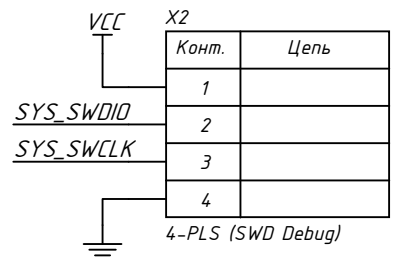 VCC
X2
Конт. Цепь
1
SYS_SWDIO
2
SYS_SWCLK
3
4
4-PLS (SWD Debug)